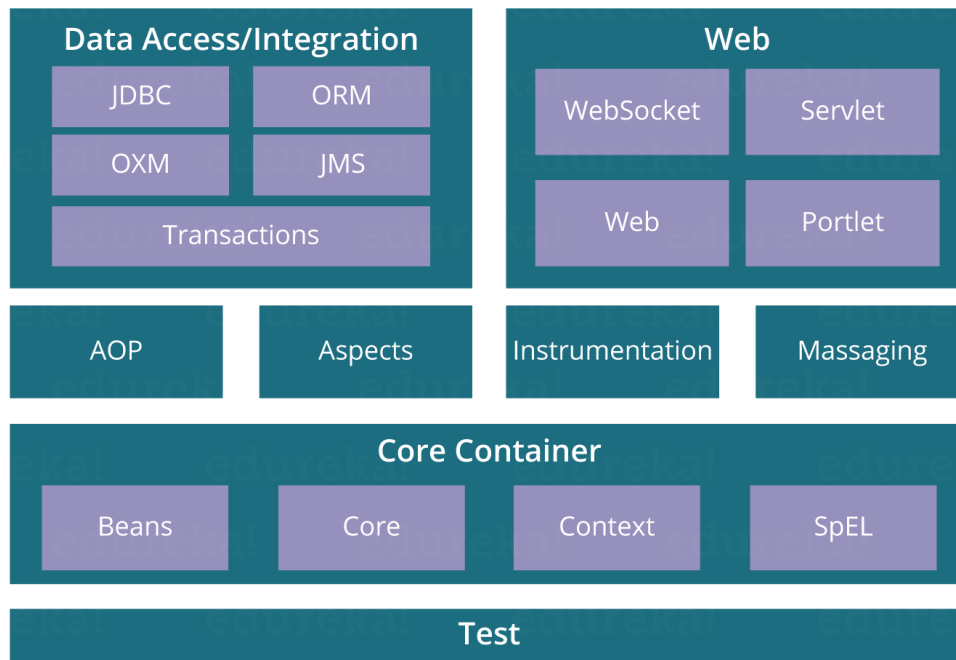 Data Access/Integration
JDBC
ORM
OXM
JMS
Transactions
Web
WebSocket
Servlet
Web
Portlet
AOP
Aspects
Instrumentation
Massaging
Core Container
Beans
Core
Context
SpEL
Test
edureka!